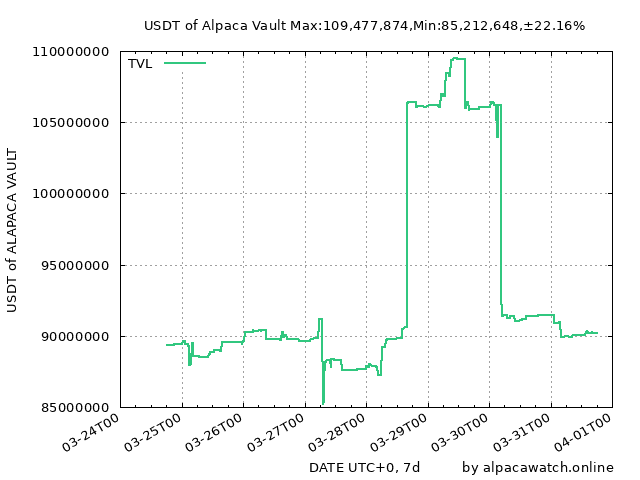 USDT of Alpaca Vault Max:109,477,874,Min:85,212,648,±22.16%
TVL
110000000
105000000
100000000
95000000
90000000
85000000
USDT of ALAPACA VAULT
03-24T00
03-25T00
03-26T00
03-27T00
03-28T00
03-29T00
03-30T00
03-31T00
04-01T00
DATE UTC+0, 7d
by alpacawatch.online